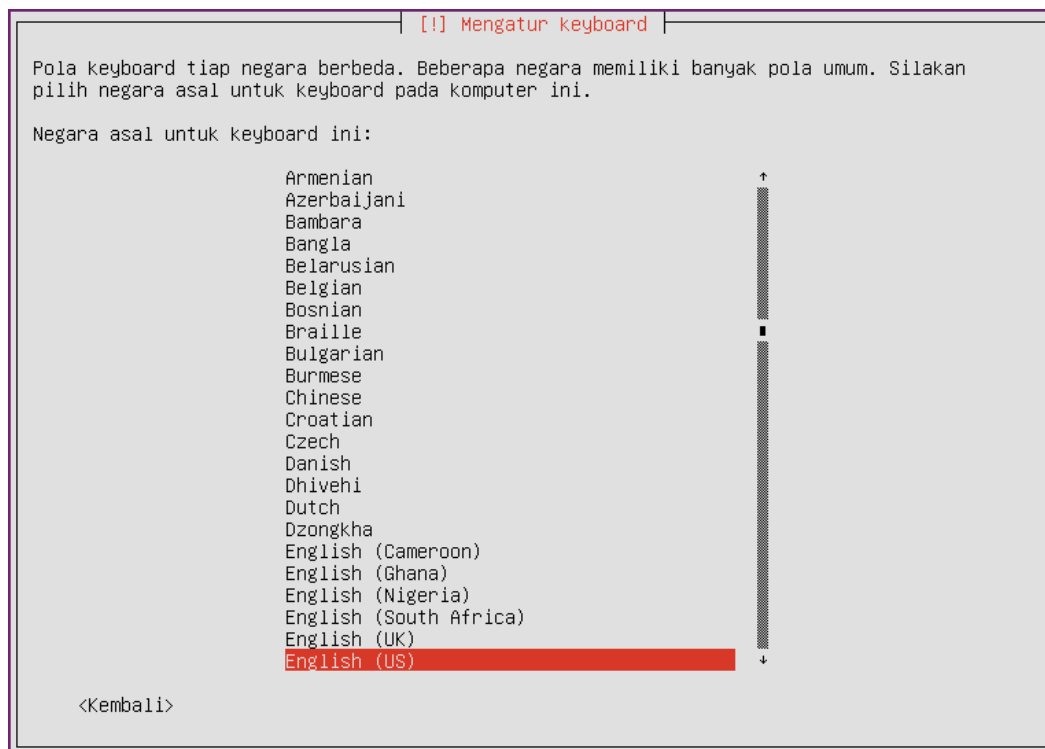 [!] Mengatur keyboard
Pola keyboard tiap negara berbeda. Beberapa negara memiliki banyak pola umum. Silakan
pilih negara asal untuk keyboard pada komputer ini.
Negara asal untuk keyboard ini:
Armenian
Azerbaijani
Bambara
Bangla
Belarusian
Belgian
Bosnian
Braille
Bulgarian
Burmese
Chinese
Croatian
Czech
Danish
Dhivehi
Dutch
Dzongkha
English (Cameroon)
English (Ghana)
English (Nigeria)
English (South Africa)
English (UK)
English (US)
<Kembali>